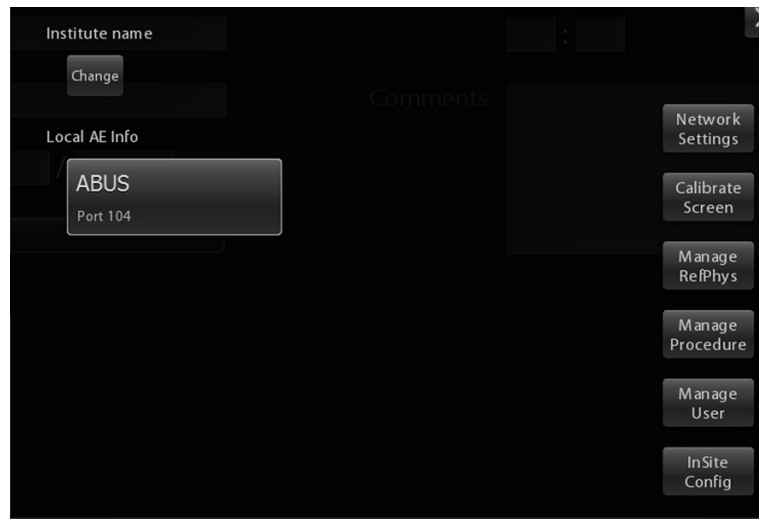 Institute name
:
Change
Comments
Network
Settings
Local AE Info
/
ABUS
Port 104
Calibrate
Screen
Manage
RefPhys
Manage
Procedure
Manage
User
InSite
Config